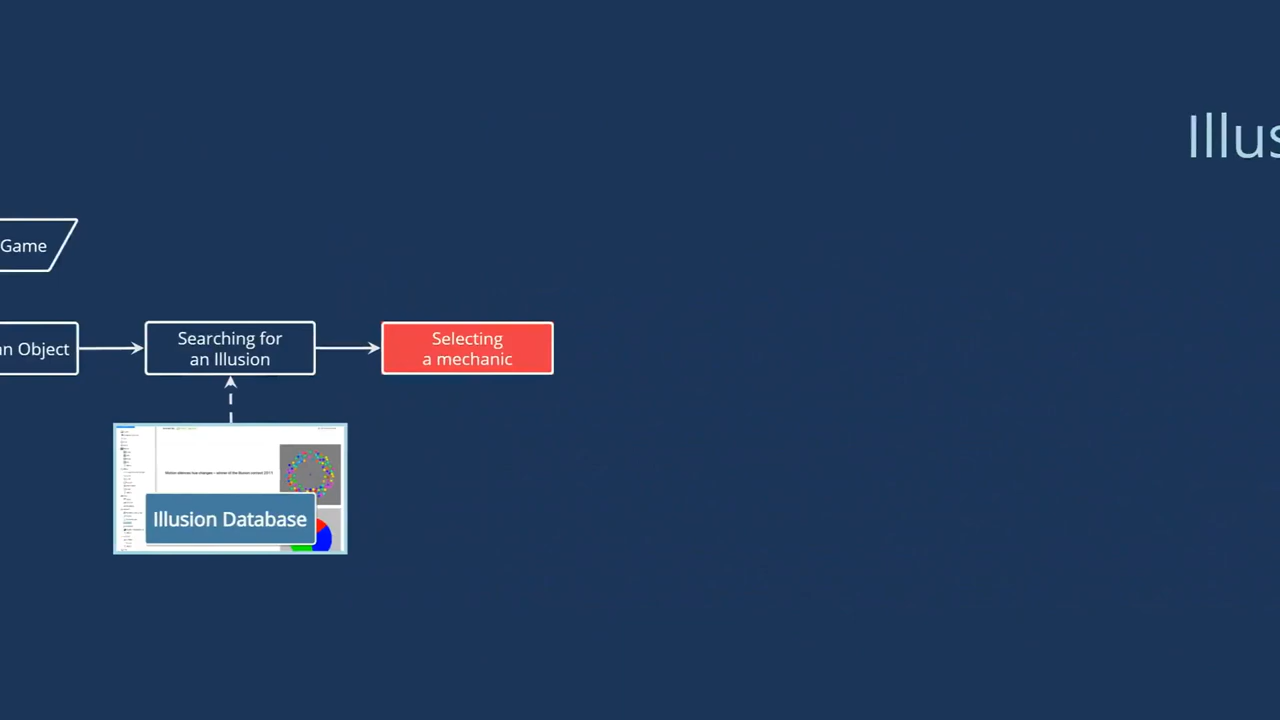 Illus
Game
an Object
Searching for
an Illusion
Selecting
a mechanic
Illusion Database